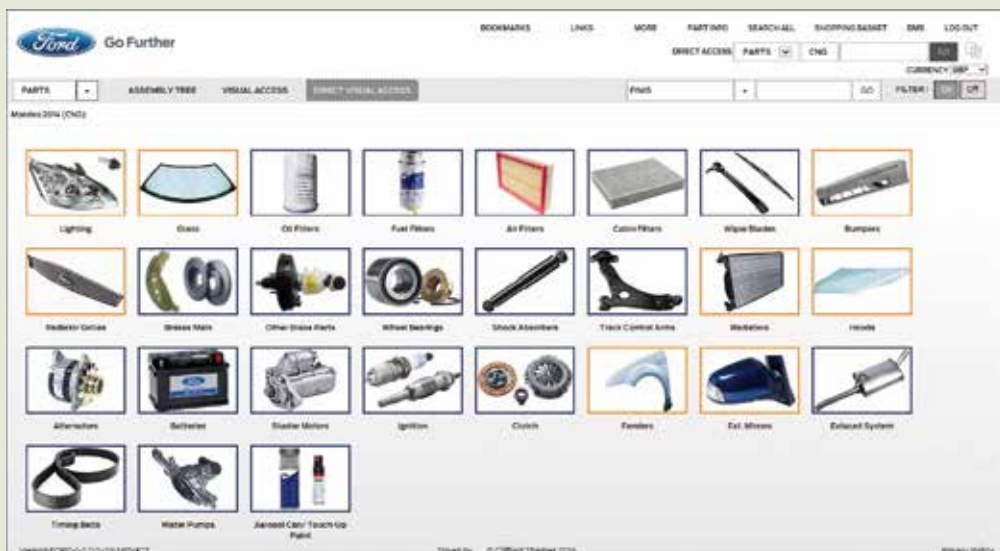 BOOKMARKS LINKS MORE PART INFO SEARCH ALL SHOPPING BASKET BMS LOG OUT
Ford Go Further
DIRECT ACCESS PARTS CNG
CURRENCY GBP
PARTS ASSEMBLY TREE VISUAL ACCESS DIRECT VISUAL ACCESS GO FILTER: On Off
Mondeo 2014 (CNG)
Lighting Glass Oil Filters Fuel Filters Air Filters Cabin Filters Wiper Blades Bumpers
Radiator Grilles Brakes Main Other Brake Parts Wheel Bearings Shock Absorbers Track Control Arms Radiators Hoods
Alternators Batteries Starter Motors Ignition Clutch Fenders Ext. Mirrors Exhaust System
Timing Belts Water Pumps Aerosol Can/ Touch-Up
Paint